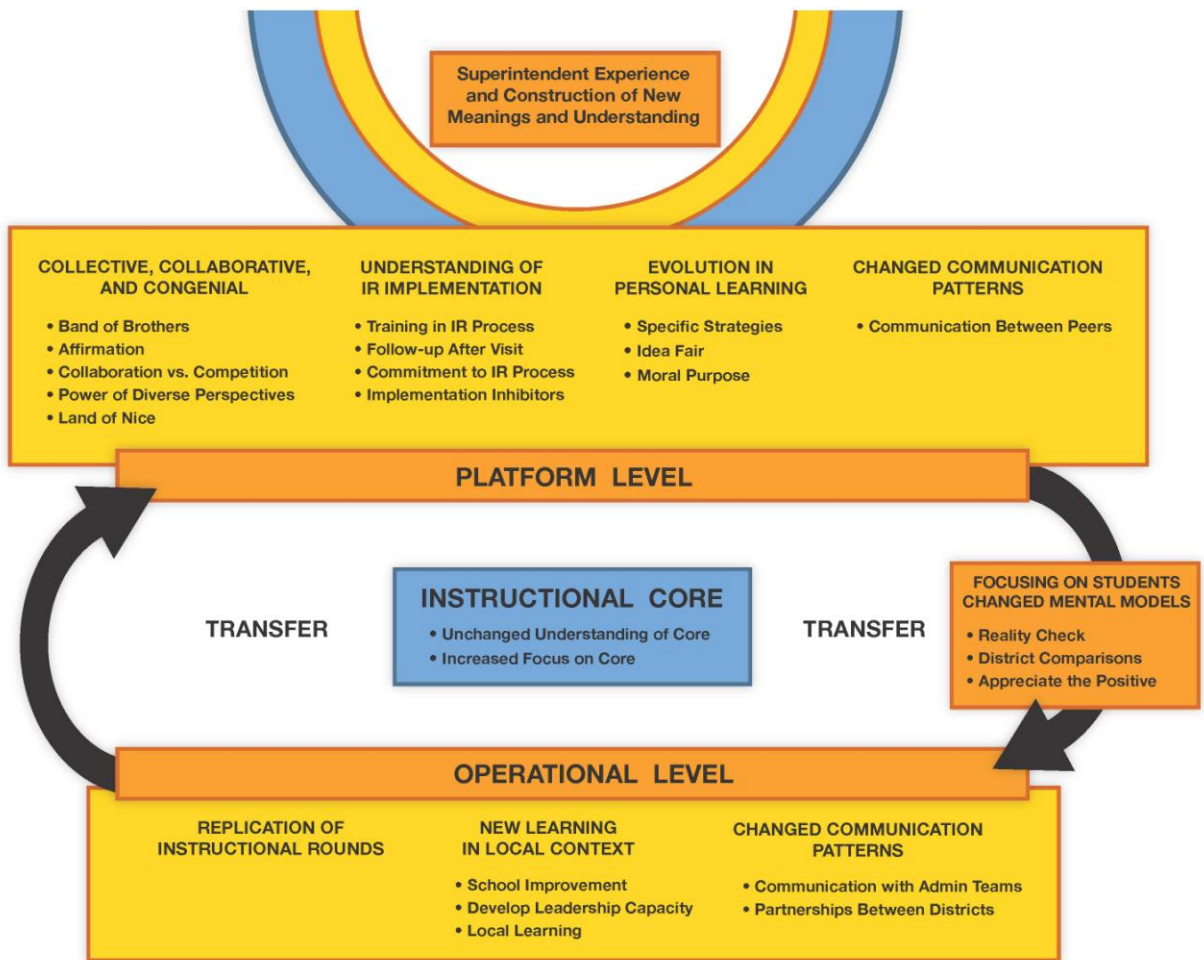 Superintendent Experience
and Construction of New
Meanings and Understanding
COLLECTIVE, COLLABORATIVE,
AND CONGENIAL
• Band of Brothers
• Affirmation
• Collaboration vs. Competition
• Power of Diverse Perspectives
• Land of Nice
UNDERSTANDING OF
IR IMPLEMENTATION
• Training in IR Process
• Follow-up After Visit
• Commitment to IR Process
• Implementation Inhibitors
EVOLUTION IN
PERSONAL LEARNING
• Specific Strategies
• Idea Fair
• Moral Purpose
CHANGED COMMUNICATION
PATTERNS
• Communication Between Peers
PLATFORM LEVEL
TRANSFER
INSTRUCTIONAL CORE
• Unchanged Understanding of Core
• Increased Focus on Core
TRANSFER
FOCUSING ON STUDENTS
CHANGED MENTAL MODELS
• Reality Check
• District Comparisons
• Appreciate the Positive
OPERATIONAL LEVEL
REPLICATION OF
INSTRUCTIONAL ROUNDS
NEW LEARNING
IN LOCAL CONTEXT
• School Improvement
• Develop Leadership Capacity
• Local Learning
CHANGED COMMUNICATION
PATTERNS
• Communication with Admin Teams
• Partnerships Between Districts